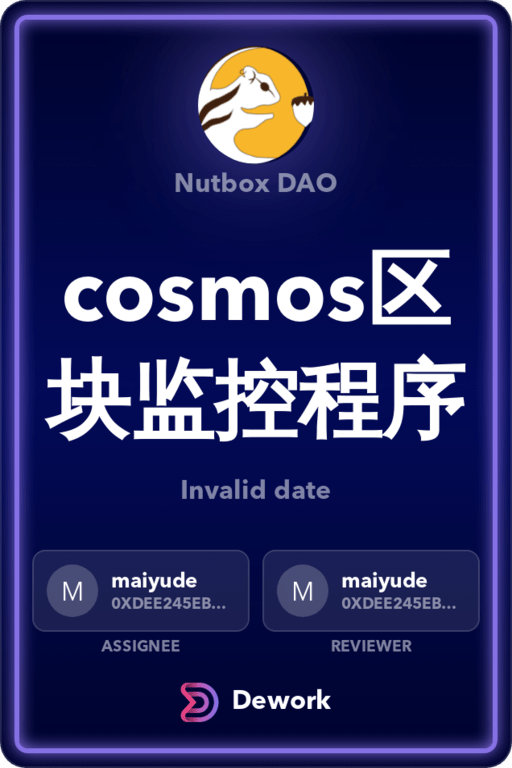 Nutbox DAO
cosmos区
块监控程序
Invalid date
M
maiyude
0XDEE245EB...
ASSIGNEE
M
maiyude
0XDEE245EB...
REVIEWER
Dework